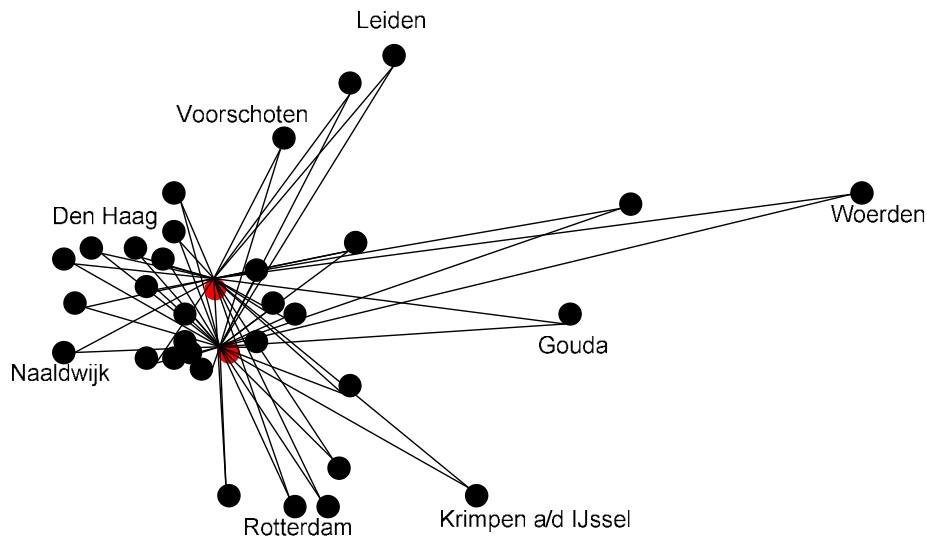 Leiden
Voorschoten
Den Haag
Woerden
Gouda
Naaldwijk
Krimpen a/d IJssel
Rotterdam